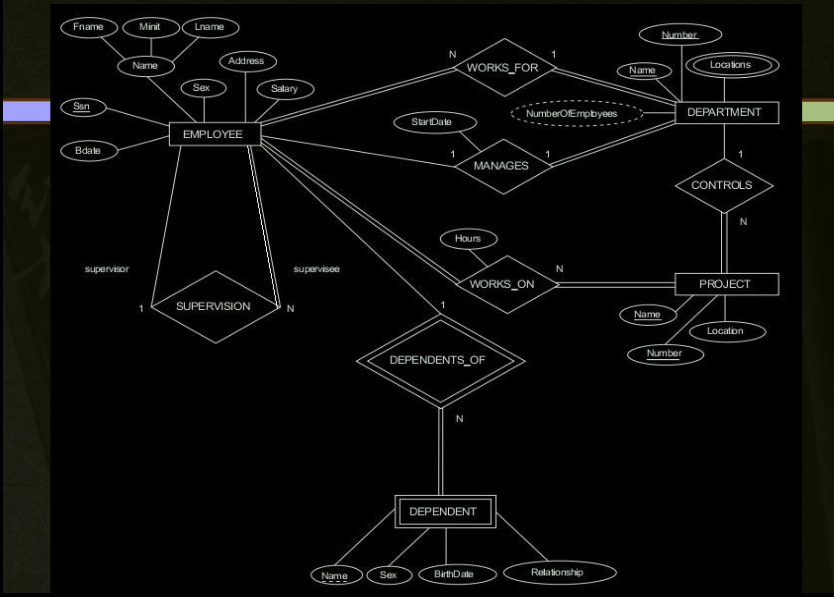 Fname
Minit
Lname
Name
Sex
Address
Salary
Ssn
Bdate
EMPLOYEE
N
WORKS_FOR
1
Number
Name
Locations
NumberOfEmployees
DEPARTMENT
StartDate
1
MANAGES
1
1
CONTROLS
N
supervisor
supervisee
1
SUPERVISION
N
Hours
WORKS_ON
N
PROJECT
Name
Number
Location
1
DEPENDENTS_OF
N
DEPENDENT
Name
Sex
BirthDate
Relationship